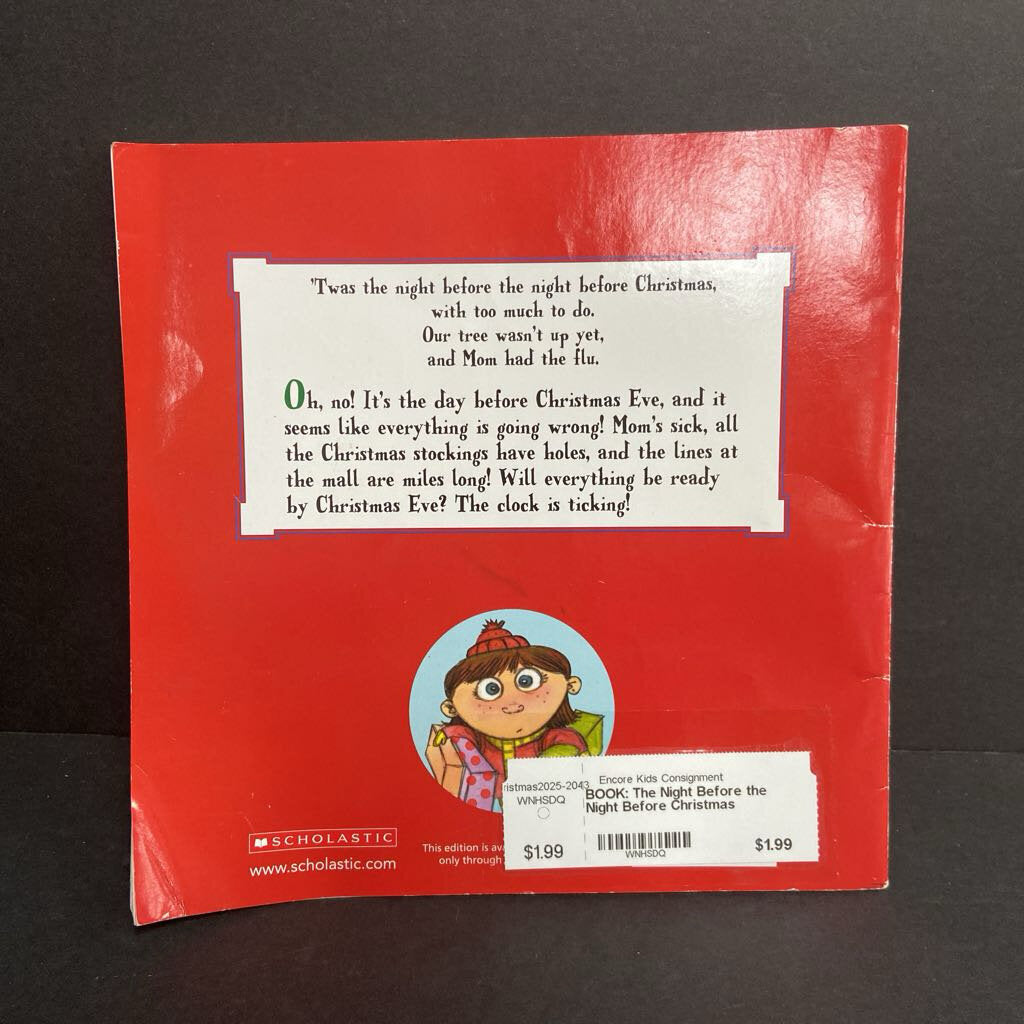 'Twas the night before the night before Christmas,
with too much to do.
Our tree wasn't up yet,
and Mom had the flu.
Oh, no! It's the day before Christmas Eve, and it
seems like everything is going wrong! Mom's sick, all
the Christmas stockings have holes, and the lines at
the mall are miles long! Will everything be ready
by Christmas Eve? The clock is ticking!
SCHOLASTIC
www.scholastic.com
This edition is
only through
ristmas2025-2043
WNHSDQ
$1.99
Encore Kids Consignment
BOOK: The Night Before the
Night Before Christmas
WNHSDQ
$1.99